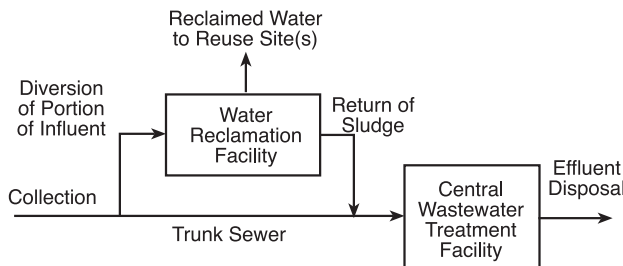 Reclaimed Water
to Reuse Site(s)
Diversion
of Portion
of Influent
Water
Reclamation
Facility
Return of
Sludge
Collection
Trunk Sewer
Central
Wastewater
Treatment
Facility
Effluent
Disposal